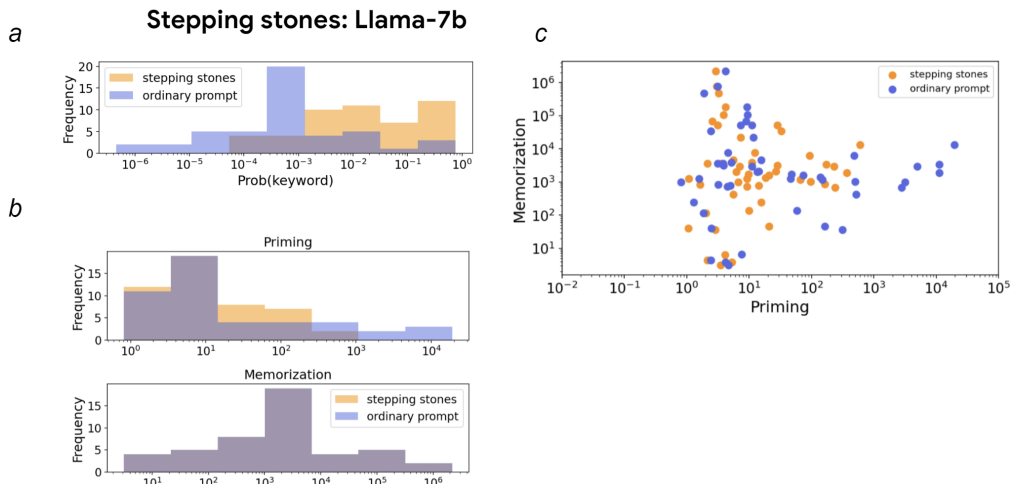 Stepping stones: Llama-7b
a
20
15
10
5
0
Frequency
stepping stones
ordinary prompt
10⁻⁶ 10⁻⁵ 10⁻⁴ 10⁻³ 10⁻² 10⁻¹ 10⁰
Prob(keyword)
b
Priming
15
10
5
0
Frequency
10⁰ 10¹ 10² 10³ 10⁴
Memorization
15
10
5
0
Frequency
stepping stones
ordinary prompt
10¹ 10² 10³ 10⁴ 10⁵ 10⁶
c
10⁶
10⁵
10⁴
10³
10²
10¹
Memorization
stepping stones
ordinary prompt
10⁻² 10⁻¹ 10⁰ 10¹ 10² 10³ 10⁴ 10⁵
Priming